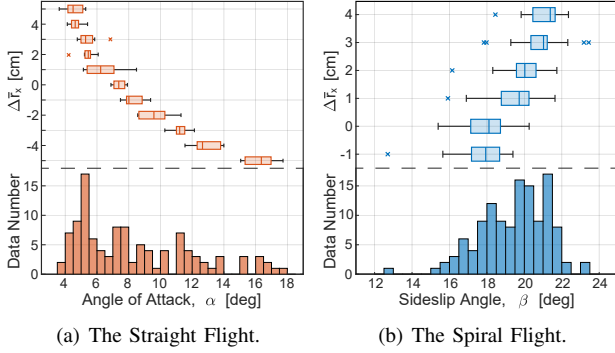 4
2
0
-2
-4
Δr̄ₓ [cm]
15
10
5
0
Data Number
4 6 8 10 12 14 16 18
Angle of Attack, α [deg]
(a) The Straight Flight.
4
3
2
1
0
-1
Δr̄ₓ [cm]
15
10
5
0
Data Number
12 14 16 18 20 22 24
Sideslip Angle, β [deg]
(b) The Spiral Flight.